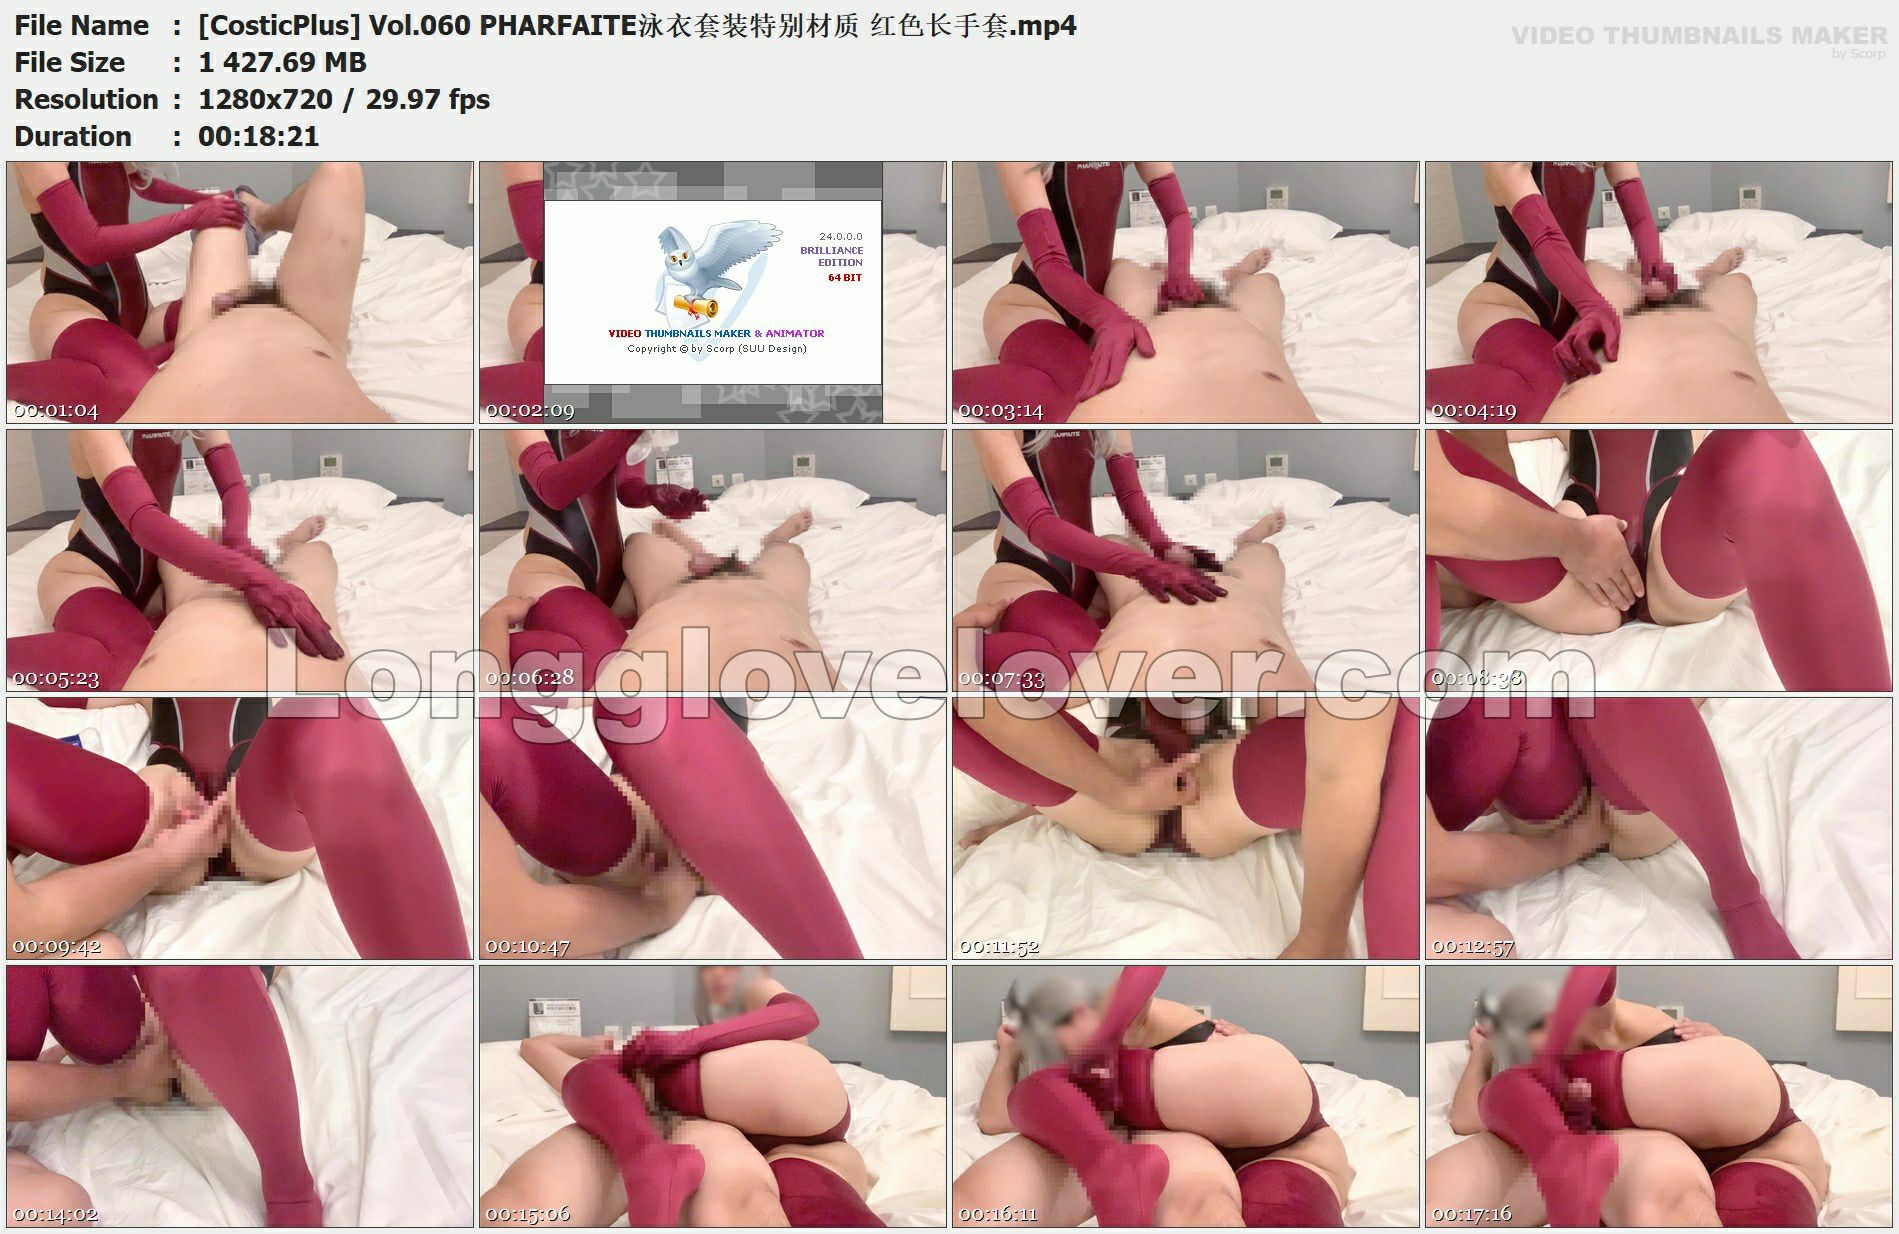 File Name : [CosticPlus] Vol.060 PHARFAITE泳衣套装特别材质 红色长手套.mp4
File Size : 1 427.69 MB
Resolution : 1280x720 / 29.97 fps
Duration : 00:18:21
VIDEO THUMBNAILS MAKER
by Scorp
00:01:04
24.0.0.0
BRILLIANCE
EDITION
64 BIT
VIDEO THUMBNAILS MAKER & ANIMATOR
Copyright © by Scorp (SUU Design)
00:02:09
PHARFAITE
00:03:14
00:04:19
PHARFAITE
00:05:23
00:06:28
PHARFAITE
00:07:33
00:08:38
Longglovelover.com
00:09:42
00:10:47
00:11:52
00:12:57
00:14:02
00:15:06
00:16:11
00:17:16